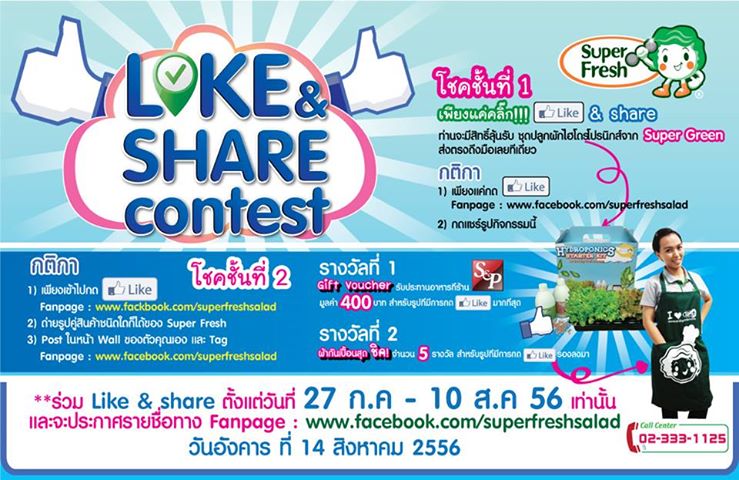 LIKE &
SHARE
contest
Super
Fresh
โชคชั้นที่ 1
เพียงแค่คลิ๊ก!!! Like & share
ท่านจะมีสิทธิ์ลุ้นรับ ชุดปลูกผักไฮโดรโปรนิกส์จาก Super Green
ส่งตรงถึงมือเลยทีเดียว
กติกา
1) เพียงแค่กด Like
Fanpage : www.facebook.com/superfreshsalad
2) กดแชร์รูปกิจกรรมนี้
HYDROPONICS
STARTER KIT
กติกา
โชคชั้นที่ 2
1) เพียงเข้าไปกด Like
Fanpage : www.fackbook.com/superfreshsalad
2) ถ่ายรูปคู่สินค้าชนิดใดก็ได้ของ Super Fresh
3) Post ในหน้า Wall ของตัวคุณเอง และ Tag
Fanpage : www.facebook.com/superfreshsalad
รางวัลที่ 1
Gift Voucher รับประทานอาหารที่ร้าน S&P
มูลค่า 400 บาท สำหรับรูปที่มีการกด Like มากที่สุด
รางวัลที่ 2
ผ้ากันเปื้อนสุด ชิค! จำนวน 5 รางวัล สำหรับรูปที่มีการกด Like รองลงมา
I
**ร่วม Like & share ตั้งแต่วันที่ 27 ก.ค - 10 ส.ค 56 เท่านั้น
และจะประกาศรายชื่อทาง Fanpage : www.facebook.com/superfreshsalad
วันอังคาร ที่ 14 สิงหาคม 2556
Call Center
02-333-1125